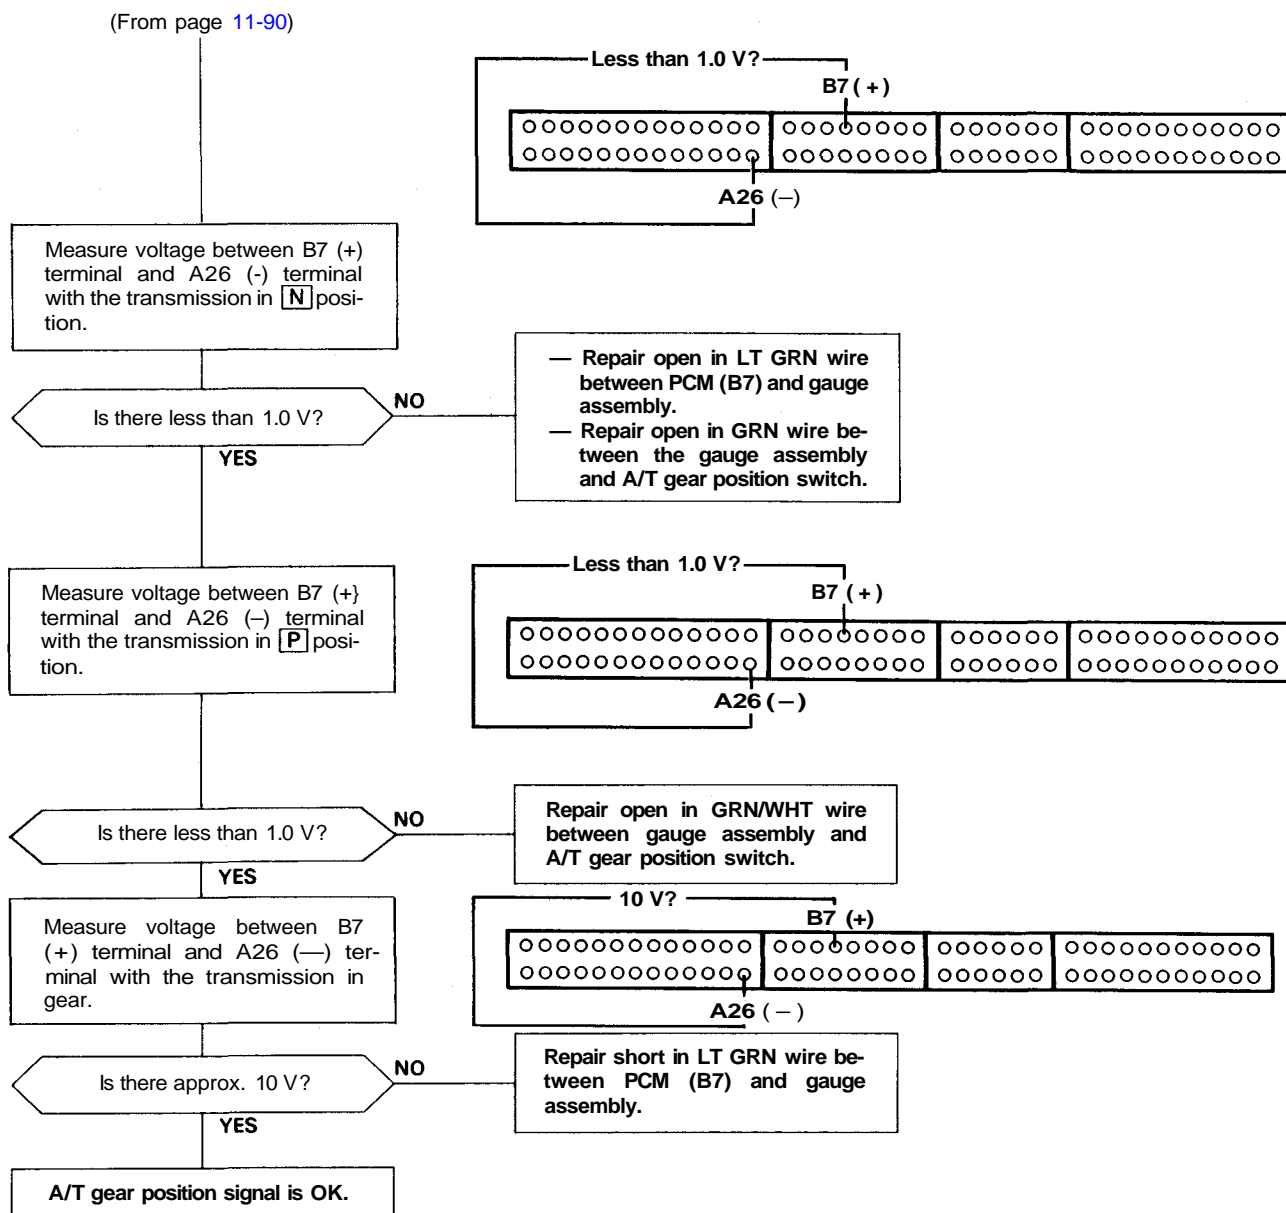 (From page 11-90)
Less than 1.0 V?
B7 (+)
A26 (–)
Measure voltage between B7 (+)
terminal and A26 (-) terminal
with the transmission in N posi-
tion.
Is there less than 1.0 V?
NO
YES
— Repair open in LT GRN wire
between PCM (B7) and gauge
assembly.
— Repair open in GRN wire be-
tween the gauge assembly
and A/T gear position switch.
Less than 1.0 V?
B7 (+)
A26 (–)
Measure voltage between B7 (+}
terminal and A26 (–) terminal
with the transmission in P posi-
tion.
Is there less than 1.0 V?
NO
YES
Repair open in GRN/WHT wire
between gauge assembly and
A/T gear position switch.
10 V?
B7 (+)
A26 (–)
Measure voltage between B7
(+) terminal and A26 (—) ter-
minal with the transmission in
gear.
Is there approx. 10 V?
NO
YES
Repair short in LT GRN wire be-
tween PCM (B7) and gauge
assembly.
A/T gear position signal is OK.